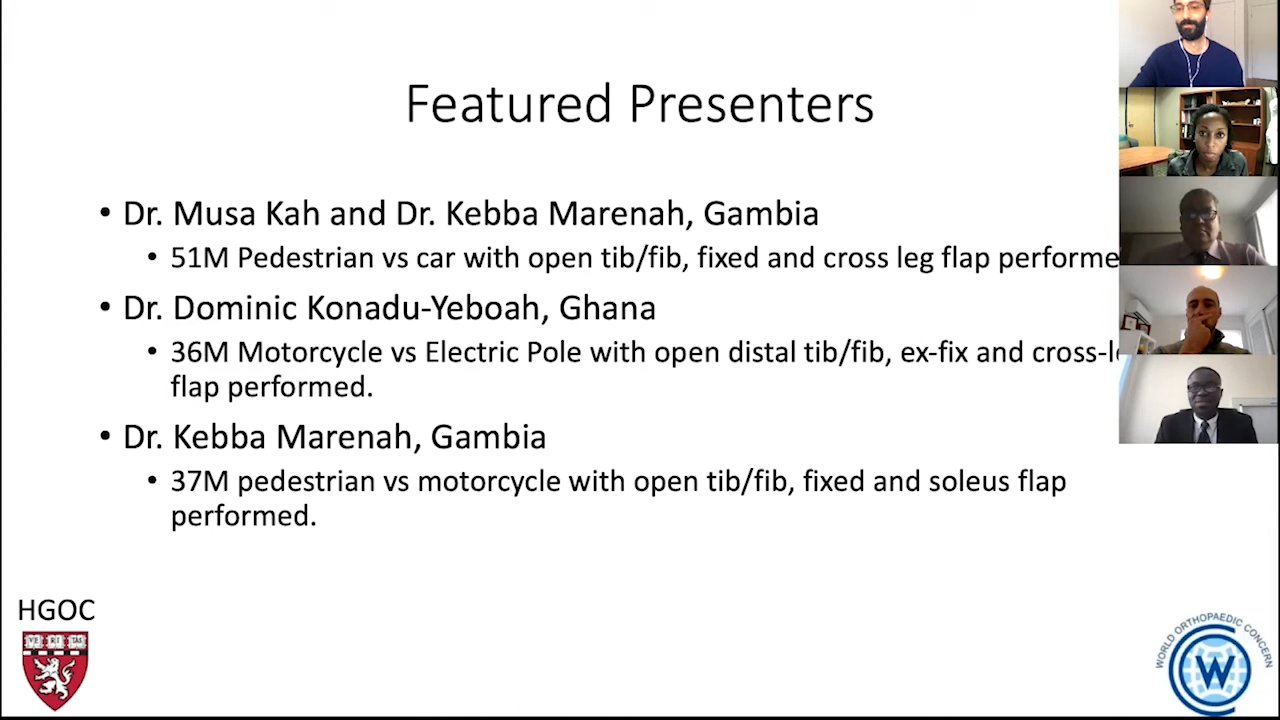 Featured Presenters
• Dr. Musa Kah and Dr. Kebba Marenah, Gambia
• 51M Pedestrian vs car with open tib/fib, fixed and cross leg flap performe
• Dr. Dominic Konadu-Yeboah, Ghana
• 36M Motorcycle vs Electric Pole with open distal tib/fib, ex-fix and cross-l
flap performed.
• Dr. Kebba Marenah, Gambia
• 37M pedestrian vs motorcycle with open tib/fib, fixed and soleus flap
performed.
HGOC
VE RI TAS
WORLD ORTHOPAEDIC CONCERN
W